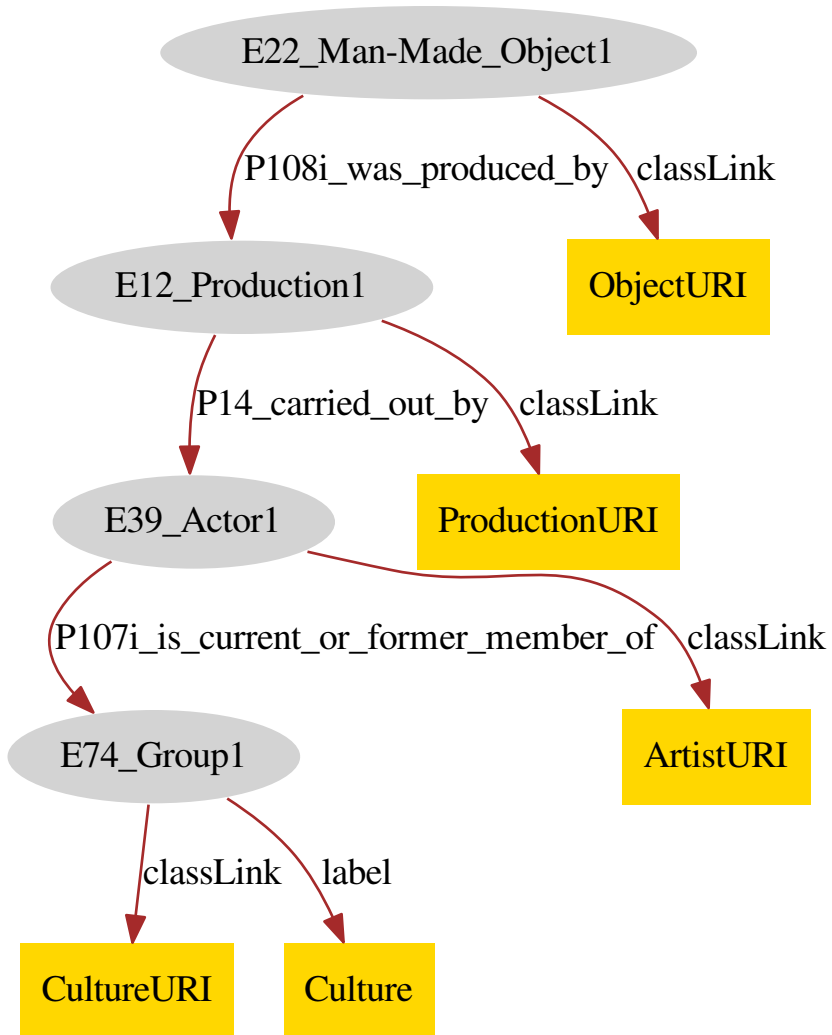 E22_Man-Made_Object1
P108i_was_produced_by
classLink
E12_Production1
ObjectURI
P14_carried_out_by
classLink
E39_Actor1
ProductionURI
P107i_is_current_or_former_member_of
classLink
E74_Group1
ArtistURI
classLink
label
CultureURI
Culture